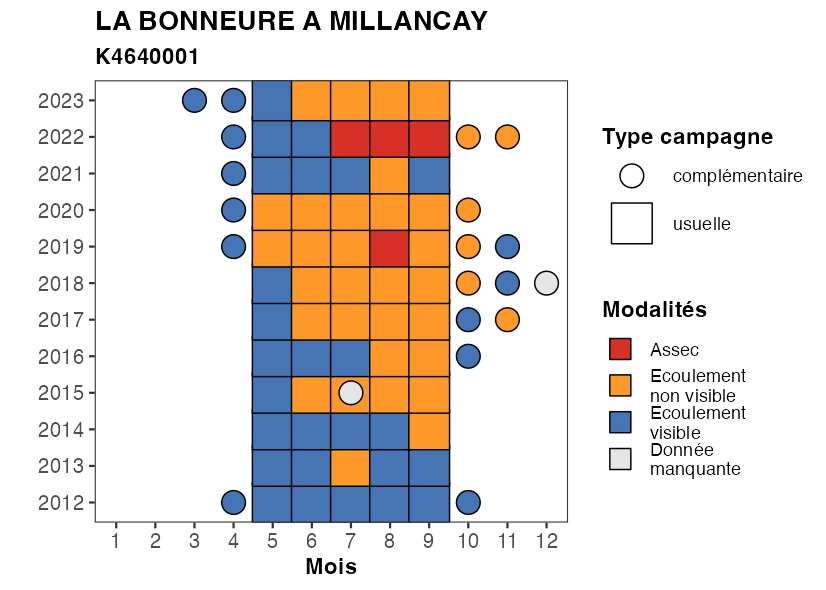 LA BONNEURE A MILLANCAY
K4640001
2023
2022
2021
2020
2019
2018
2017
2016
2015
2014
2013
2012
1 2 3 4 5 6 7 8 9 10 11 12
Mois
Type campagne
complémentaire
usuelle
Modalités
Assec
Ecoulement
non visible
Ecoulement
visible
Donnée
manquante